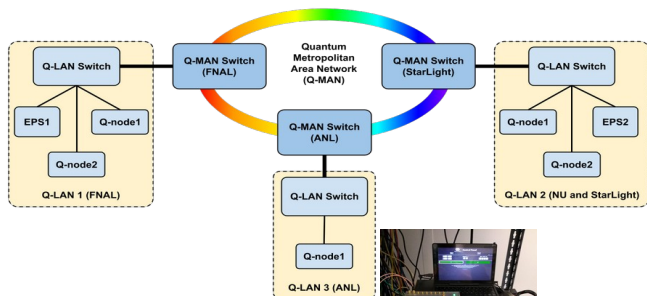 Quantum
Metropolitan
Area Network
(Q-MAN)
Q-MAN Switch
(FNAL)
Q-MAN Switch
(StarLight)
Q-MAN Switch
(ANL)
Q-LAN Switch
EPS1
Q-node1
Q-node2
Q-LAN 1 (FNAL)
Q-LAN Switch
Q-node1
EPS2
Q-node2
Q-LAN 2 (NU and StarLight)
Q-LAN Switch
Q-node1
Q-LAN 3 (ANL)